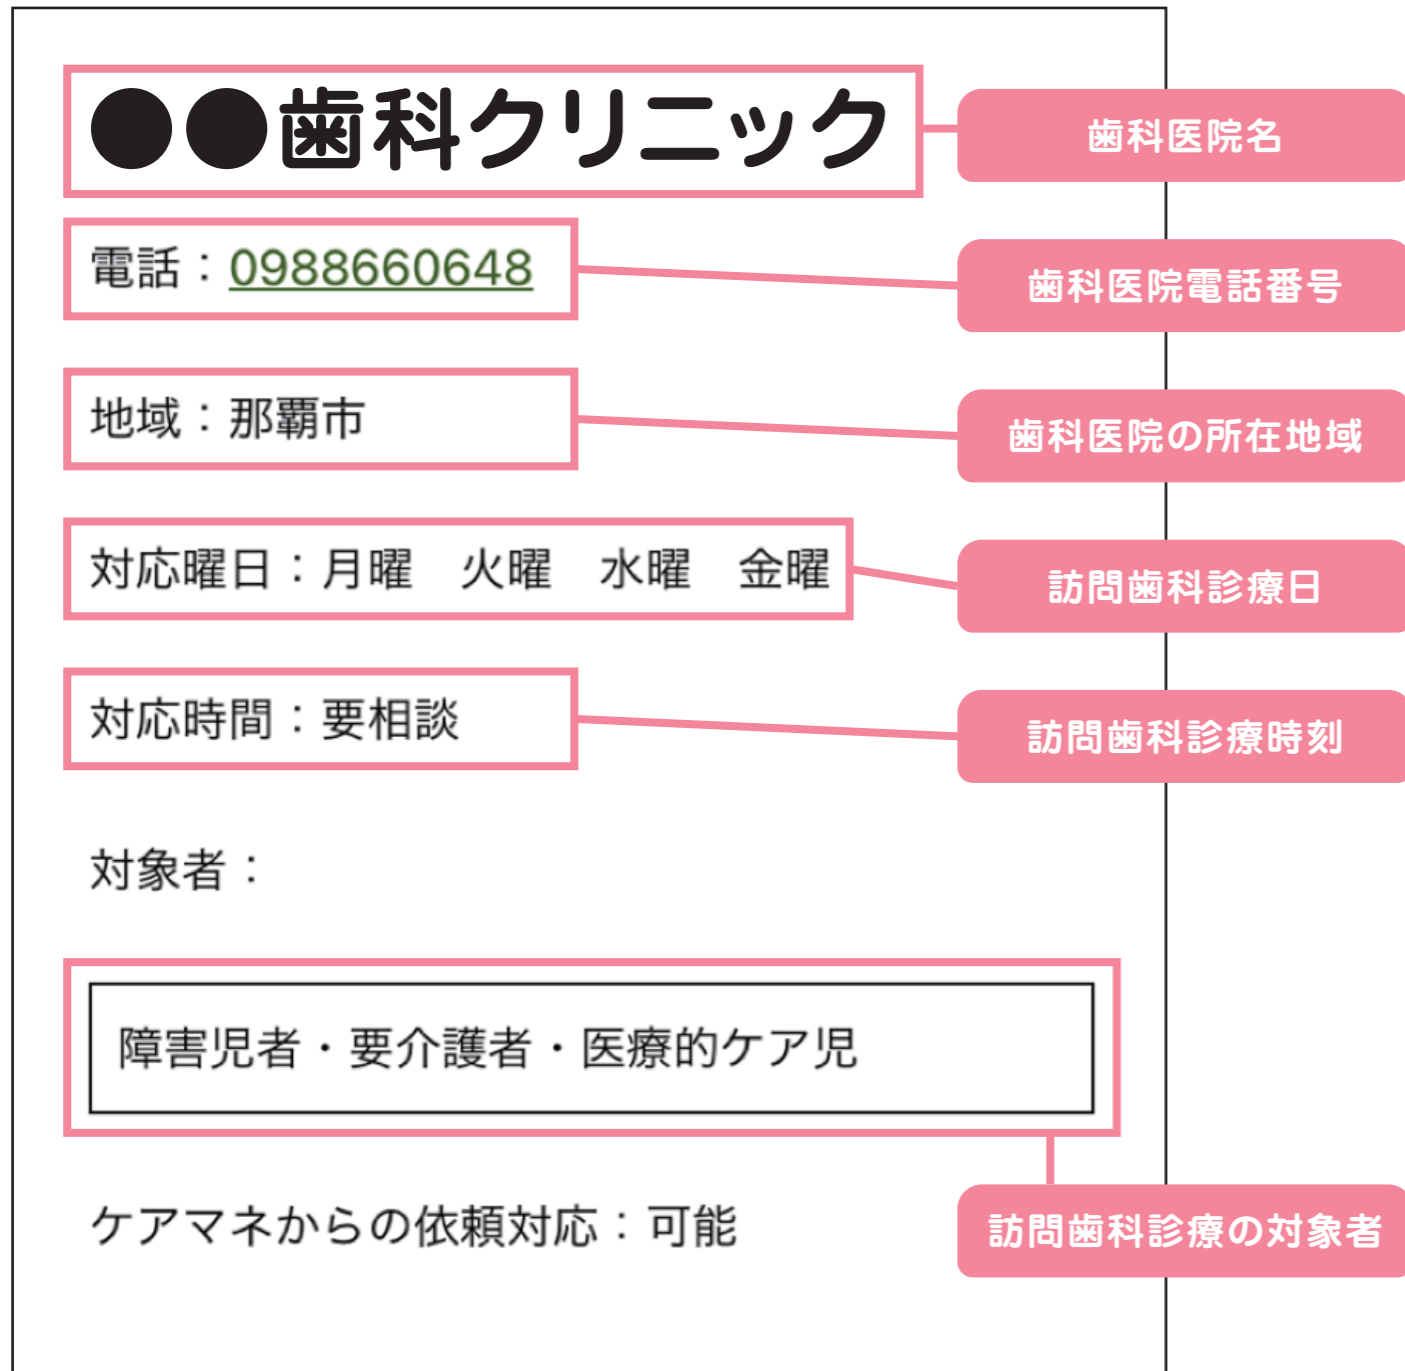 ●●歯科クリニック
歯科医院名
電話：0988660648
歯科医院電話番号
地域：那覇市
歯科医院の所在地域
対応曜日：月曜　火曜　水曜　金曜
訪問歯科診療日
対応時間：要相談
訪問歯科診療時刻
対象者：
障害児者・要介護者・医療的ケア児
訪問歯科診療の対象者
ケアマネからの依頼対応：可能